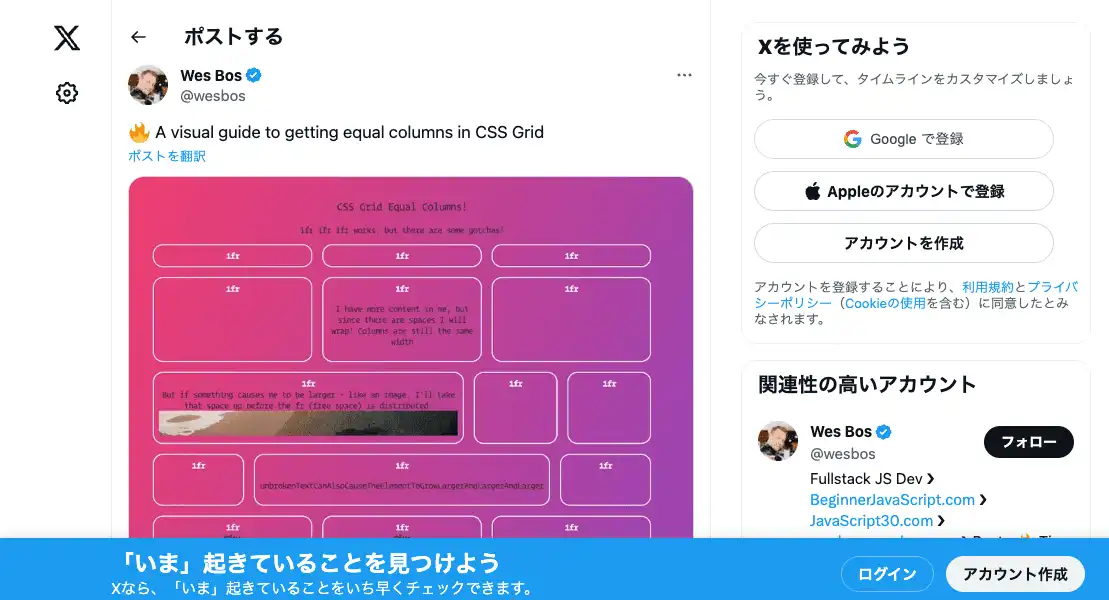 ポストする
Wes Bos
@wesbos
🔥 A visual guide to getting equal columns in CSS Grid
ポストを翻訳
CSS Grid Equal Columns!
1fr 1fr 1fr works, but there are some gotchas!
1fr
1fr
1fr
1fr
1fr
I have more content in me, but
since there are spaces I will
wrap! Columns are still the same
width
1fr
1fr
But if something causes me to be larger - like an image, I'll take
that space up before the fr (free space) is distributed
1fr
1fr
1fr
1fr
unbrokenTextCanAlsoCauseTheElementToGrowLargerAndLargerAndLarger
1fr
1fr
1fr
1fr
Xを使ってみよう
今すぐ登録して、タイムラインをカスタマイズしましょ
う。
Google で登録
Appleのアカウントで登録
アカウントを作成
アカウントを登録することにより、利用規約とプライバ
シーポリシー（Cookieの使用を含む）に同意したとみ
なされます。
関連性の高いアカウント
Wes Bos
@wesbos
フォロー
Fullstack JS Dev ❯
BeginnerJavaScript.com ❯
JavaScript30.com ❯
「いま」起きていることを見つけよう
Xなら、「いま」起きていることをいち早くチェックできます。
ログイン
アカウント作成